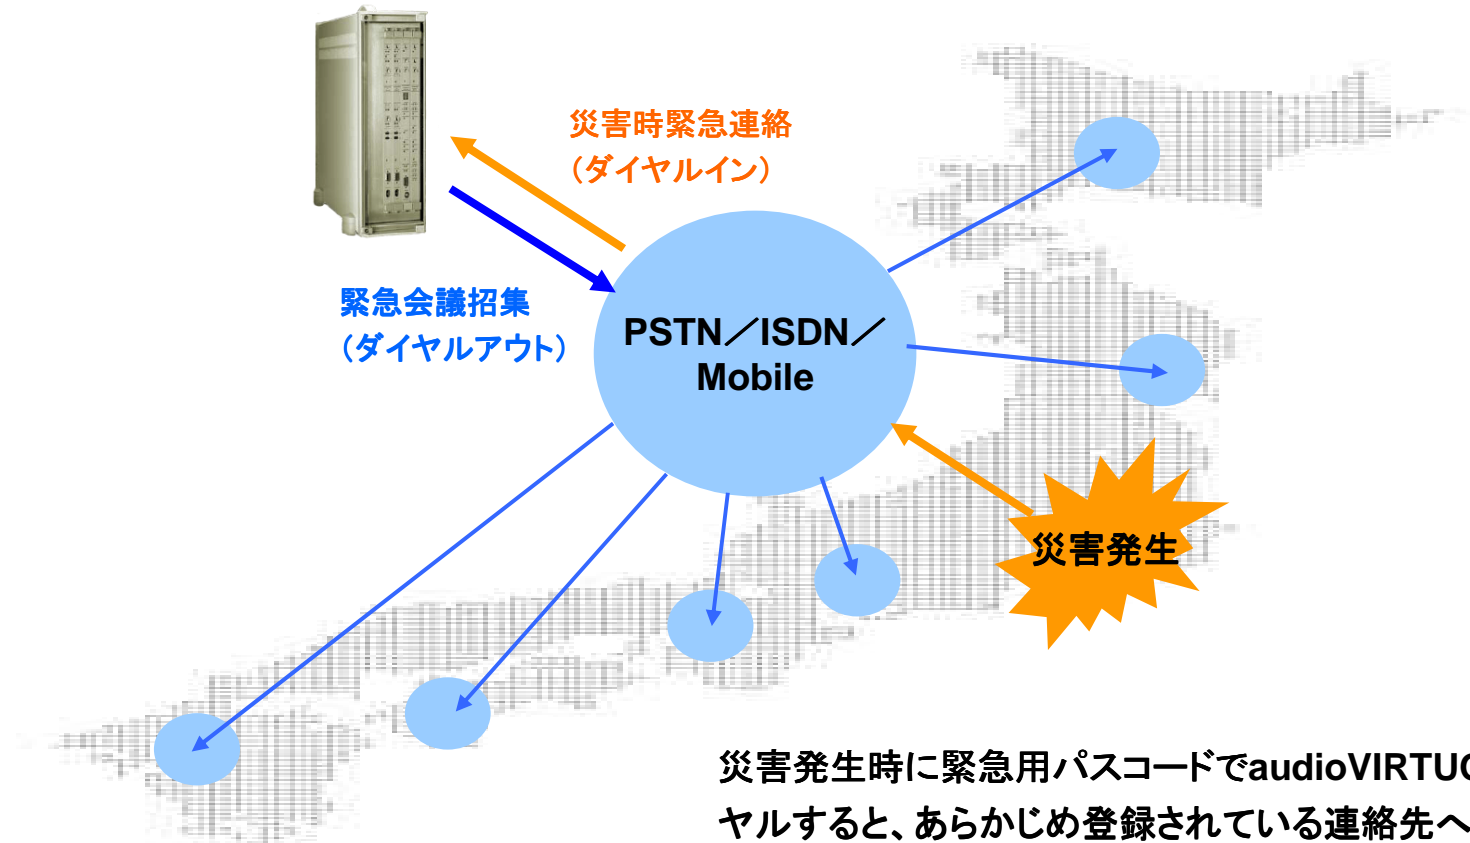 災害時緊急連絡
（ダイヤルイン）
緊急会議招集
（ダイヤルアウト）
PSTN／ISDN／
Mobile
災害発生
災害発生時に緊急用パスコードでaudioVIRTUO
ヤルすると、あらかじめ登録されている連絡先へ